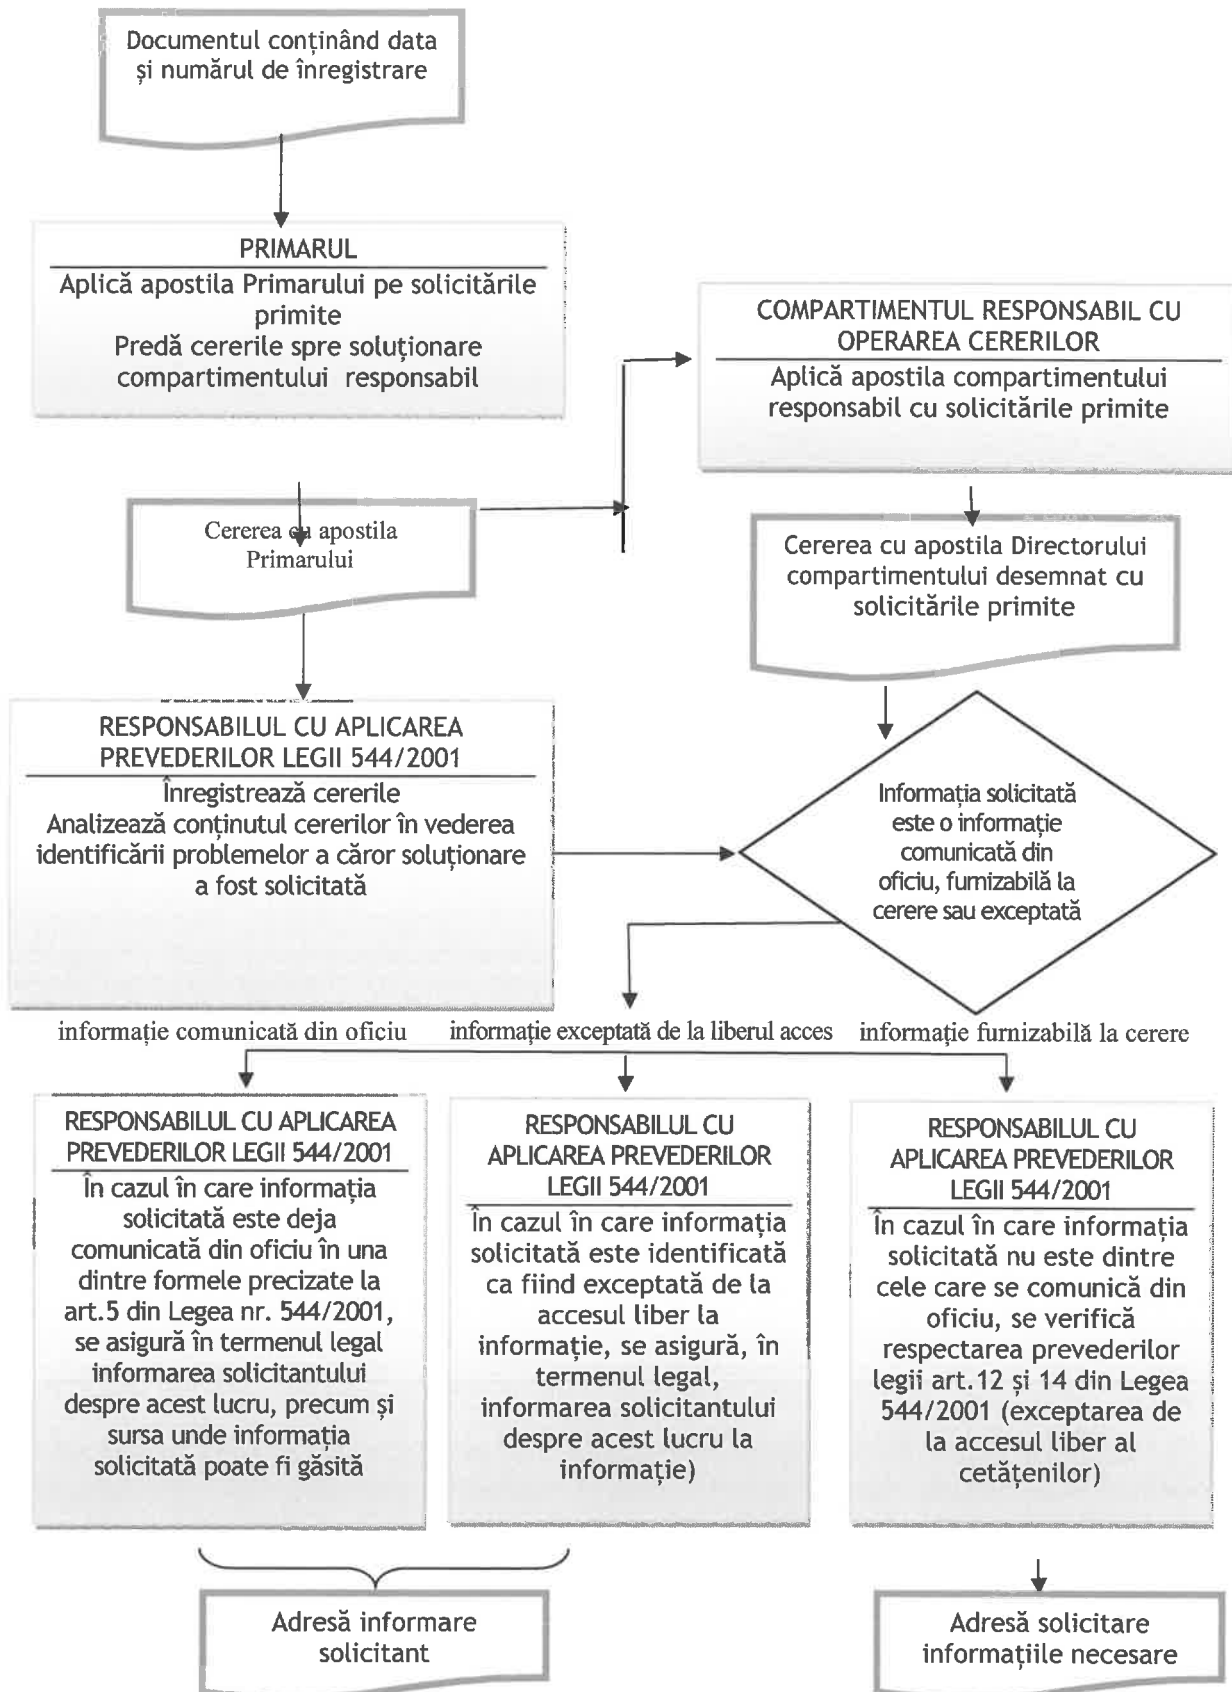 Documentul conținând data
și numărul de înregistrare
PRIMARUL
Aplică apostila Primarului pe solicitările
primite
Predă cererile spre soluționare
compartimentului responsabil
COMPARTIMENTUL RESPONSABIL CU
OPERAREA CERERILOR
Aplică apostila compartimentului
responsabil cu solicitările primite
Cererea cu apostila
Primarului
Cererea cu apostila Directorului
compartimentului desemnat cu
solicitările primite
RESPONSABILUL CU APLICAREA
PREVEDERILOR LEGII 544/2001
Înregistrează cererile
Analizează conținutul cererilor în vederea
identificării problemelor a căror soluționare
a fost solicitată
Informația solicitată
este o informație
comunicată din
oficiu, furnizabilă la
cerere sau exceptată
informație comunicată din oficiu
informație exceptată de la liberul acces
informație furnizabilă la cerere
RESPONSABILUL CU APLICAREA
PREVEDERILOR LEGII 544/2001
În cazul în care informația
solicitată este deja
comunicată din oficiu în una
dintre formele precizate la
art.5 din Legea nr. 544/2001,
se asigură în termenul legal
informarea solicitantului
despre acest lucru, precum și
sursa unde informația
solicitată poate fi găsită
RESPONSABILUL CU
APLICAREA PREVEDERILOR
LEGII 544/2001
În cazul în care informația
solicitată este identificată
ca fiind exceptată de la
accesul liber la
informație, se asigură, în
termenul legal,
informarea solicitantului
despre acest lucru la
informație)
RESPONSABILUL CU
APLICAREA PREVEDERILOR
LEGII 544/2001
În cazul în care informația
solicitată nu este dintre
cele care se comunică din
oficiu, se verifică
respectarea prevederilor
legii art.12 și 14 din Legea
544/2001 (exceptarea de
la accesul liber al
cetățenilor)
Adresă informare
solicitant
Adresă solicitare
informațiile necesare